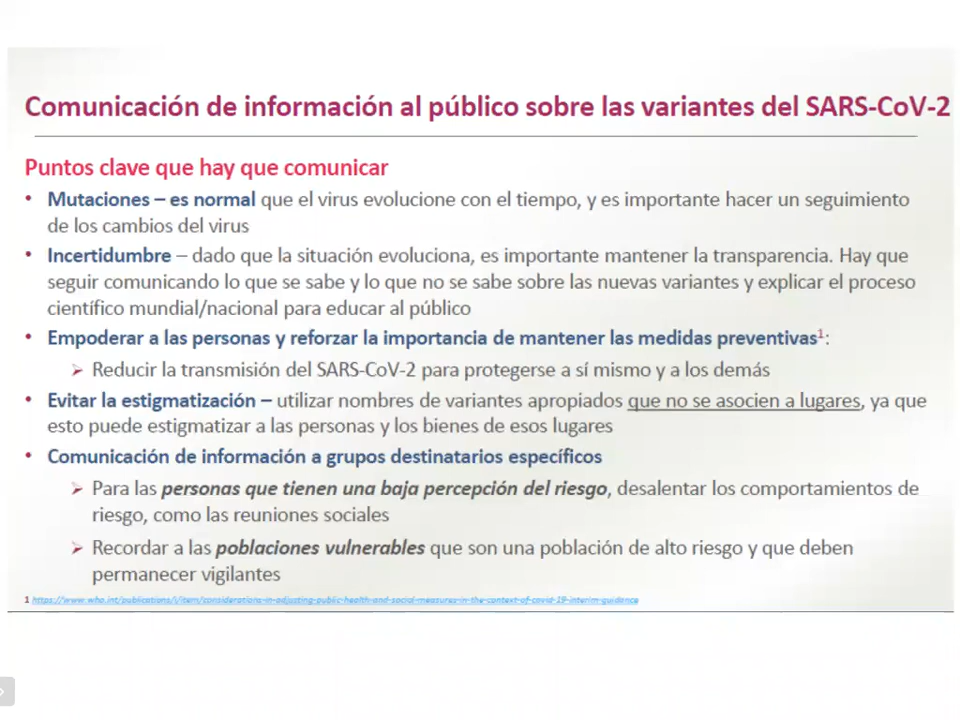 Comunicación de información al público sobre las variantes del SARS-CoV-2
Puntos clave que hay que comunicar
• Mutaciones – es normal que el virus evolucione con el tiempo, y es importante hacer un seguimiento
de los cambios del virus
• Incertidumbre – dado que la situación evoluciona, es importante mantener la transparencia. Hay que
seguir comunicando lo que se sabe y lo que no se sabe sobre las nuevas variantes y explicar el proceso
científico mundial/nacional para educar al público
• Empoderar a las personas y reforzar la importancia de mantener las medidas preventivas¹:
➢ Reducir la transmisión del SARS-CoV-2 para protegerse a sí mismo y a los demás
• Evitar la estigmatización – utilizar nombres de variantes apropiados que no se asocien a lugares, ya que
esto puede estigmatizar a las personas y los bienes de esos lugares
• Comunicación de información a grupos destinatarios específicos
➢ Para las personas que tienen una baja percepción del riesgo, desalentar los comportamientos de
riesgo, como las reuniones sociales
➢ Recordar a las poblaciones vulnerables que son una población de alto riesgo y que deben
permanecer vigilantes
1 https://www.who.int/publications/i/item/considerations-in-adjusting-public-health-and-social-measures-in-the-context-of-covid-19-interim-guidance